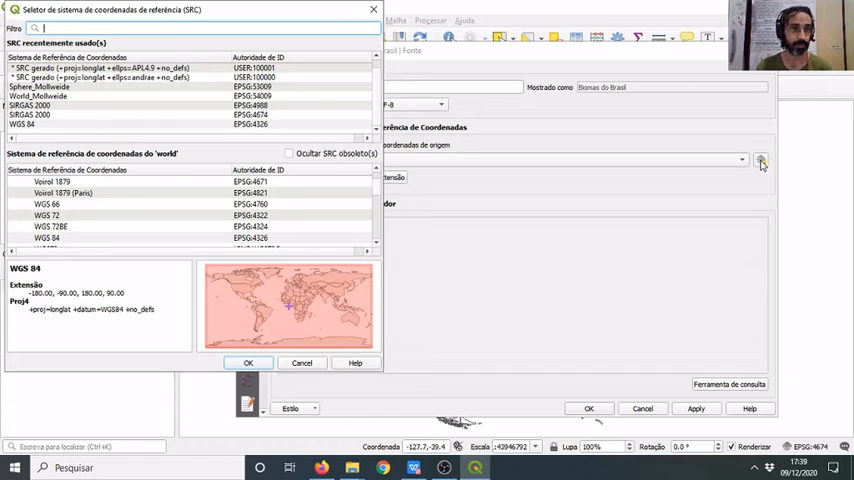 Seletor de sistema de coordenadas de referência (SRC)
Filtro
SRC recentemente usado(s)
Sistema de Referência de Coordenadas Autoridade de ID
* SRC gerado (+proj=longlat +ellps=APL4.9 +no_defs) USER:100001
* SRC gerado (+proj=longlat +ellps=andrae +no_defs) USER:100000
Sphere_Mollweide EPSG:53009
World_Mollweide EPSG:54009
SIRGAS 2000 EPSG:4988
SIRGAS 2000 EPSG:4674
WGS 84 EPSG:4326
Sistema de referência de coordenadas do 'world' Ocultar SRC obsoleto(s)
Sistema de Referência de Coordenadas Autoridade de ID
Voirol 1879 EPSG:4671
Voirol 1879 (Paris) EPSG:4821
WGS 66 EPSG:4760
WGS 72 EPSG:4322
WGS 72BE EPSG:4324
WGS 84 EPSG:4326
WGS 84
Extensão
-180.00, -90.00, 180.00, 90.00
Proj4
+proj=longlat +datum=WGS84 +no_defs
OK Cancel Help
Malha Processar Ajuda
rasil | Fonte
Mostrado como Biomas do Brasil
F-8
ferência de Coordenadas
oordenadas de origem
tensão
ador
Ferramenta de consulta
Estilo OK Cancel Apply Help
Escreva para localizar (Ctrl+K) Coordenada -127.7,-39.4 Escala :43946792 Lupa 100% Rotação 0.0 ° Renderizar EPSG:4674
Pesquisar
17:39
09/12/2020